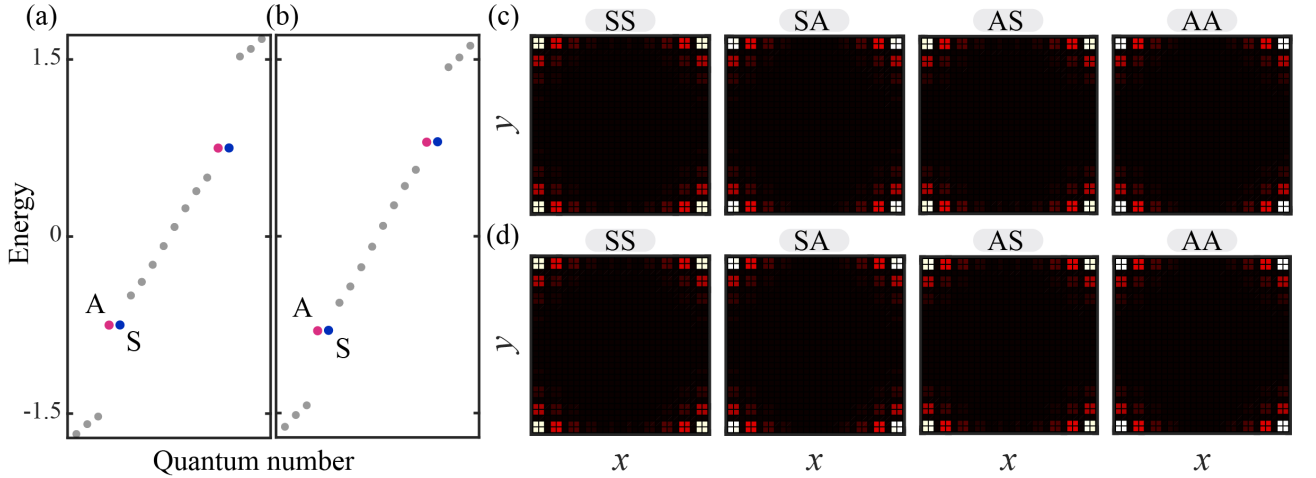 (a)
(b)
(c)
SS
SA
AS
AA
1.5
0
-1.5
Energy
A
S
A
S
Quantum number
y
(d)
SS
SA
AS
AA
y
x
x
x
x